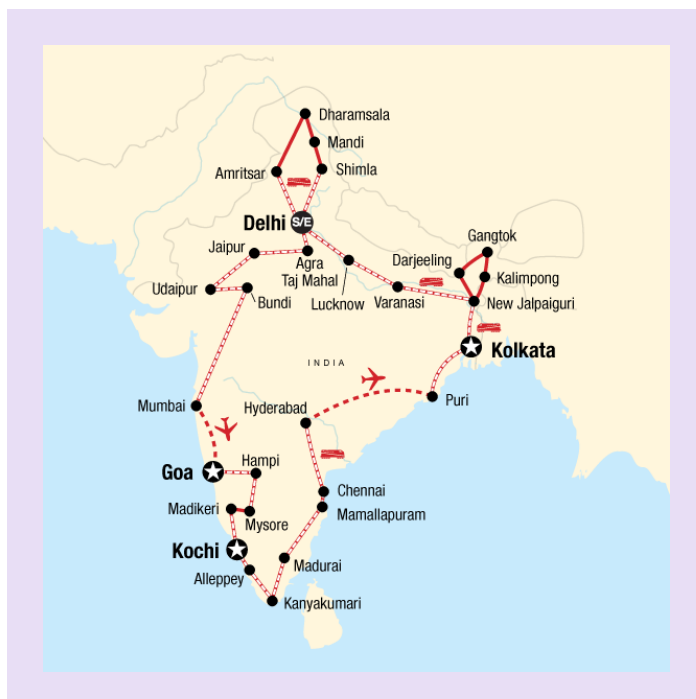 Dharamsala
Mandi
Amritsar
Shimla
Delhi
S/E
Jaipur
Agra
Taj Mahal
Gangtok
Darjeeling
Kalimpong
Udaipur
Bundi
Lucknow
Varanasi
New Jalpaiguri
Kolkata
INDIA
Mumbai
Hyderabad
Puri
Goa
Hampi
Chennai
Madikeri
Mysore
Mamallapuram
Kochi
Alleppey
Madurai
Kanyakumari